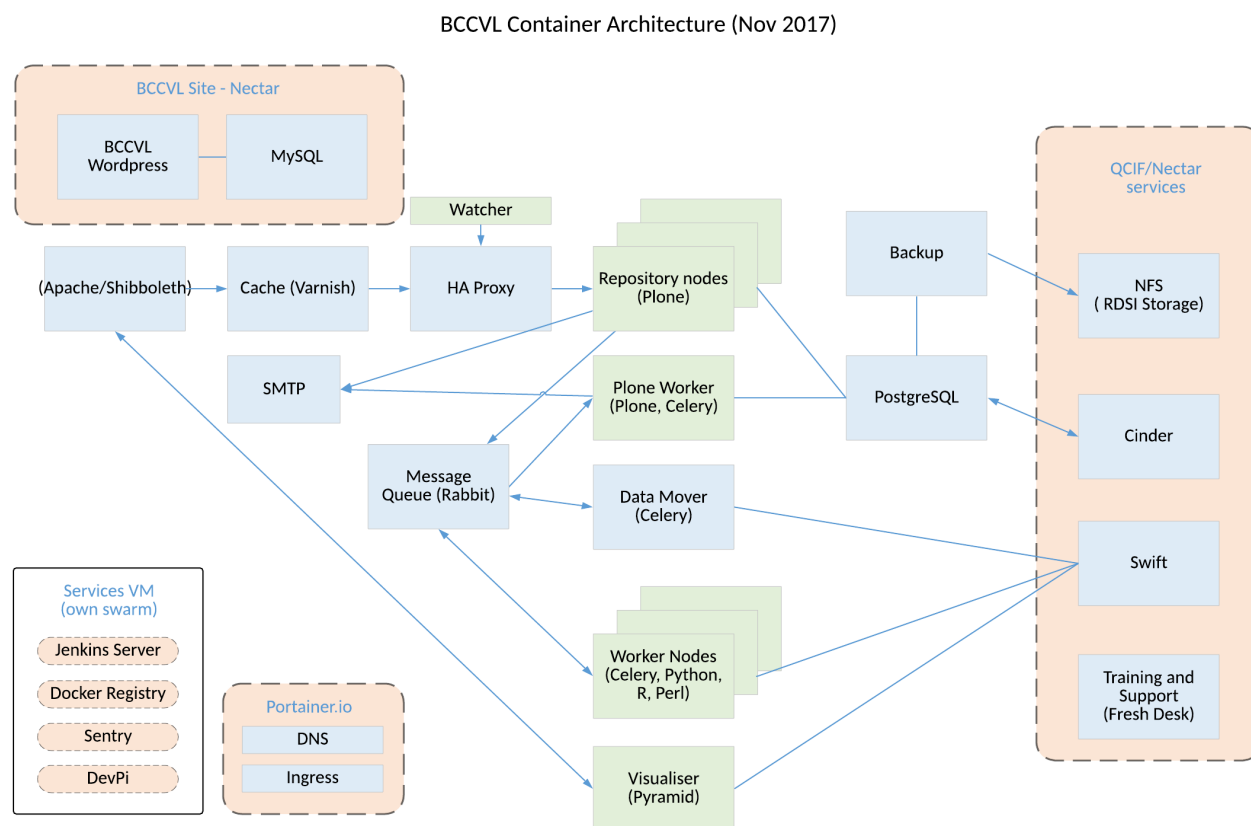 BCCVL Container Architecture (Nov 2017)
BCCVL Site - Nectar
BCCVL
Wordpress
MySQL
QCIF/Nectar
services
Watcher
Backup
(Apache/Shibboleth)
Cache (Varnish)
HA Proxy
Repository nodes
(Plone)
NFS
( RDSI Storage)
SMTP
Plone Worker
(Plone, Celery)
PostgreSQL
Cinder
Message
Queue (Rabbit)
Data Mover
(Celery)
Swift
Services VM
(own swarm)
Jenkins Server
Docker Registry
Sentry
DevPi
Portainer.io
DNS
Ingress
Worker Nodes
(Celery, Python,
R, Perl)
Training and
Support
(Fresh Desk)
Visualiser
(Pyramid)